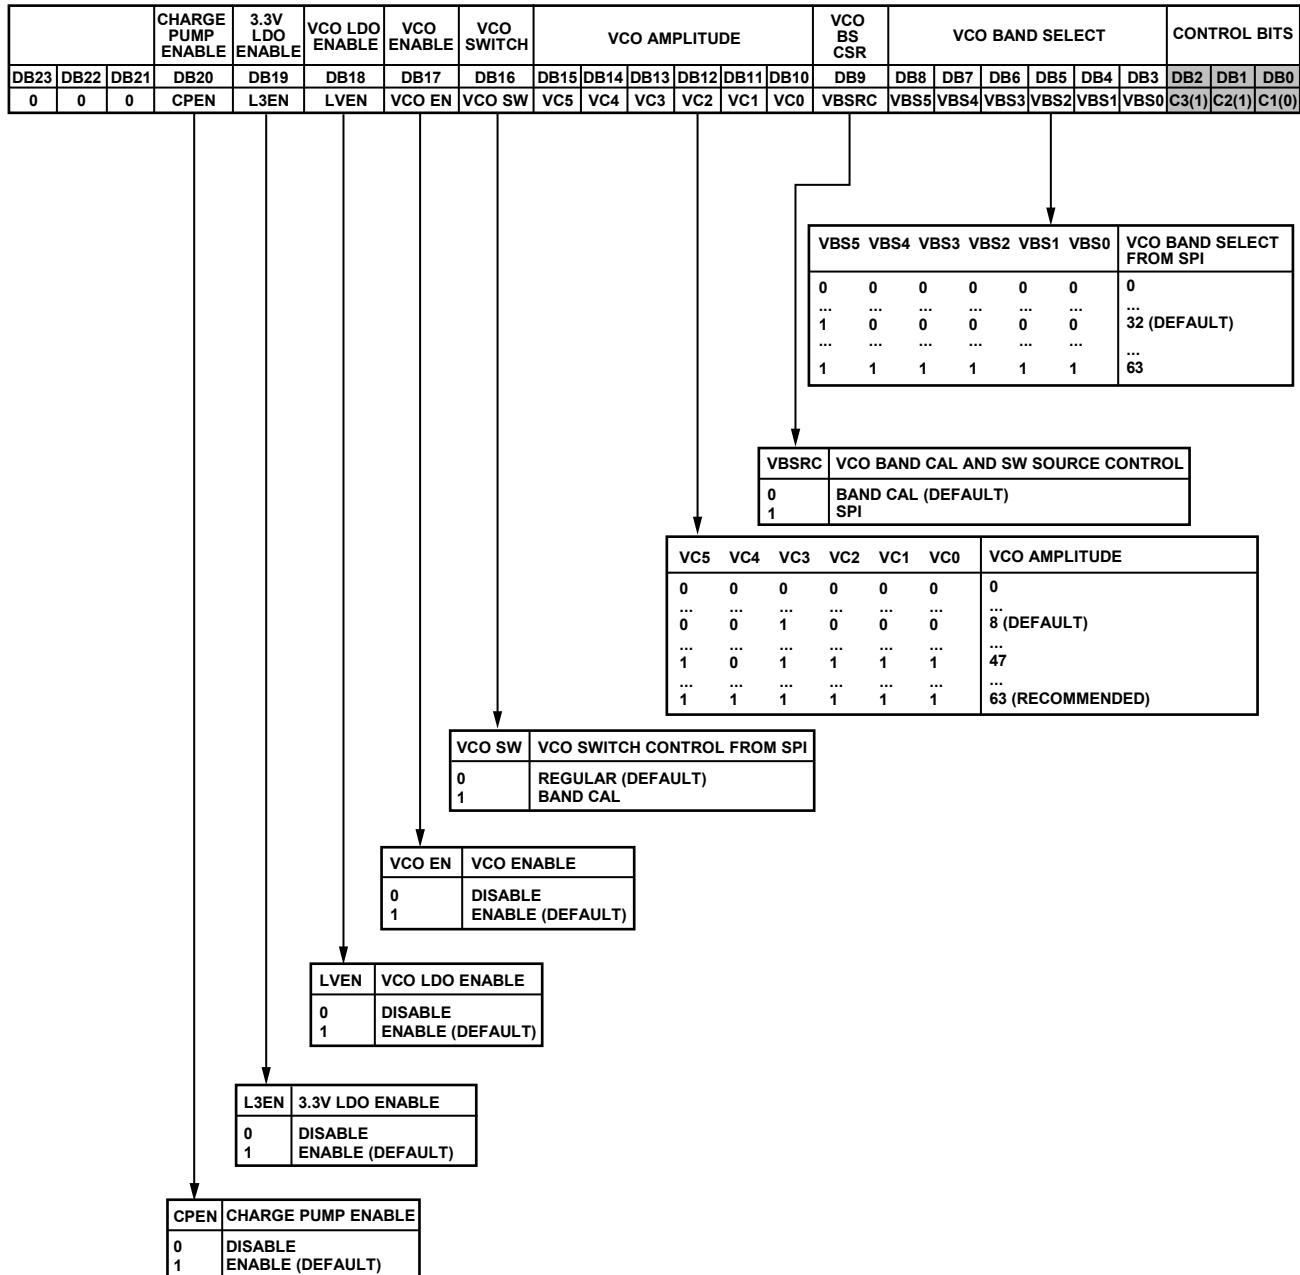 CHARGE PUMP ENABLE 3.3V LDO ENABLE VCO LDO ENABLE VCO ENABLE VCO SWITCH VCO AMPLITUDE VCO BS CSR VCO BAND SELECT CONTROL BITS
DB23 DB22 DB21 DB20 DB19 DB18 DB17 DB16 DB15 DB14 DB13 DB12 DB11 DB10 DB9 DB8 DB7 DB6 DB5 DB4 DB3 DB2 DB1 DB0
0 0 0 CPEN L3EN LVEN VCO EN VCO SW VC5 VC4 VC3 VC2 VC1 VC0 VBSRC VBS5 VBS4 VBS3 VBS2 VBS1 VBS0 C3(1) C2(1) C1(0)
VBS5 VBS4 VBS3 VBS2 VBS1 VBS0 VCO BAND SELECT FROM SPI
0 0 0 0 0 0 0
... ... ... ... ... ... ...
1 0 0 0 0 0 32 (DEFAULT)
... ... ... ... ... ... ...
1 1 1 1 1 1 63
VBSRC VCO BAND CAL AND SW SOURCE CONTROL
0 BAND CAL (DEFAULT)
1 SPI
VC5 VC4 VC3 VC2 VC1 VC0 VCO AMPLITUDE
0 0 0 0 0 0 0
... ... ... ... ... ... ...
0 0 1 0 0 0 8 (DEFAULT)
... ... ... ... ... ... ...
1 0 1 1 1 1 47
... ... ... ... ... ... ...
1 1 1 1 1 1 63 (RECOMMENDED)
VCO SW VCO SWITCH CONTROL FROM SPI
0 REGULAR (DEFAULT)
1 BAND CAL
VCO EN VCO ENABLE
0 DISABLE
1 ENABLE (DEFAULT)
LVEN VCO LDO ENABLE
0 DISABLE
1 ENABLE (DEFAULT)
L3EN 3.3V LDO ENABLE
0 DISABLE
1 ENABLE (DEFAULT)
CPEN CHARGE PUMP ENABLE
0 DISABLE
1 ENABLE (DEFAULT)